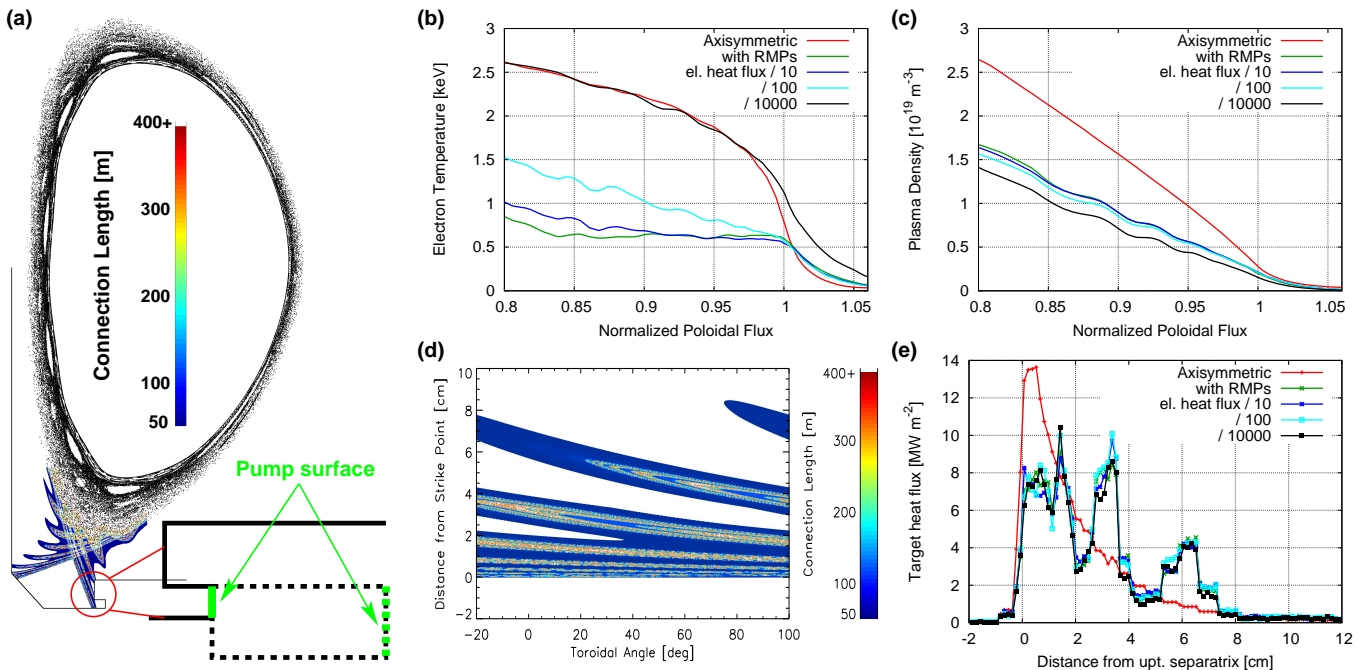 (a)
400+
300
200
100
50
Connection Length [m]
Pump surface
(b)
Axisymmetric
with RMPs
el. heat flux / 10
/ 100
/ 10000
3
2.5
2
1.5
1
0.5
0
0.8 0.85 0.9 0.95 1 1.05
Electron Temperature [keV]
Normalized Poloidal Flux
(c)
Axisymmetric
with RMPs
el. heat flux / 10
/ 100
/ 10000
3
2.5
2
1.5
1
0.5
0
0.8 0.85 0.9 0.95 1 1.05
Plasma Density [10^19 m^-3]
Normalized Poloidal Flux
(d)
10
8
6
4
2
0
-2
-20 0 20 40 60 80 100
Distance from Strike Point [cm]
Toroidal Angle [deg]
400+
300
200
100
50
Connection Length [m]
(e)
Axisymmetric
with RMPs
el. heat flux / 10
/ 100
/ 10000
14
12
10
8
6
4
2
0
-2 0 2 4 6 8 10 12
Target heat flux [MW m^-2]
Distance from upt. separatrix [cm]